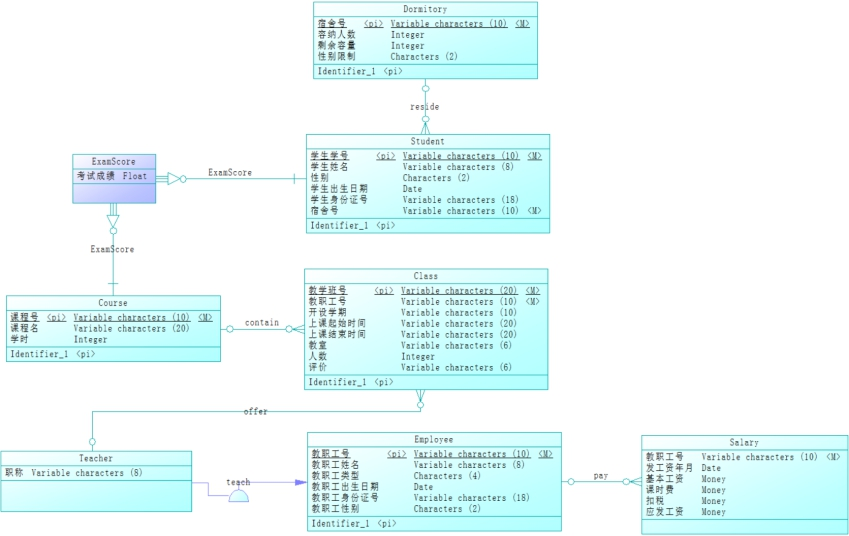 Dormitory
宿舍号 <pi> Variable characters (10) <M>
容纳人数 Integer
剩余容量 Integer
性别限制 Characters (2)
Identifier_1 <pi>
reside
Student
学生学号 <pi> Variable characters (10) <M>
学生姓名 Variable characters (8)
性别 Characters (2)
学生出生日期 Date
学生身份证号 Variable characters (18)
宿舍号 Variable characters (10) <M>
Identifier_1 <pi>
ExamScore
考试成绩 Float
ExamScore
ExamScore
Course
课程号 <pi> Variable characters (10) <M>
课程名 Variable characters (20)
学时 Integer
Identifier_1 <pi>
contain
Class
教学班号 <pi> Variable characters (20) <M>
教职工号 Variable characters (10) <M>
开设学期 Variable characters (10)
上课起始时间 Variable characters (20)
上课结束时间 Variable characters (20)
教室 Variable characters (6)
人数 Integer
评价 Variable characters (6)
Identifier_1 <pi>
offer
Teacher
职称 Variable characters (8)
teach
Employee
教职工号 <pi> Variable characters (10) <M>
教职工姓名 Variable characters (8)
教职工类型 Characters (4)
教职工出生日期 Date
教职工身份证号 Variable characters (18)
教职工性别 Characters (2)
Identifier_1 <pi>
pay
Salary
教职工号 Variable characters (10) <M>
发工资年月 Date
基本工资 Money
课时费 Money
扣税 Money
应发工资 Money